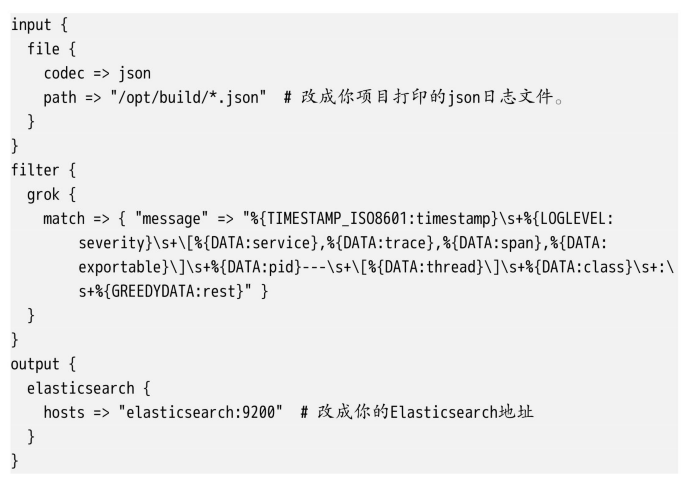 input {
  file {
    codec => json
    path => "/opt/build/*.json"  # 改成你项目打印的json日志文件。
  }
}
filter {
  grok {
    match => { "message" => "%{TIMESTAMP_ISO8601:timestamp}\s+%{LOGLEVEL:
        severity}\s+\[%{DATA:service},%{DATA:trace},%{DATA:span},%{DATA:
        exportable}\]\s+%{DATA:pid}---\s+\[%{DATA:thread}\]\s+%{DATA:class}\s+:\
        s+%{GREEDYDATA:rest}" }
  }
}
output {
  elasticsearch {
    hosts => "elasticsearch:9200"  # 改成你的Elasticsearch地址
  }
}